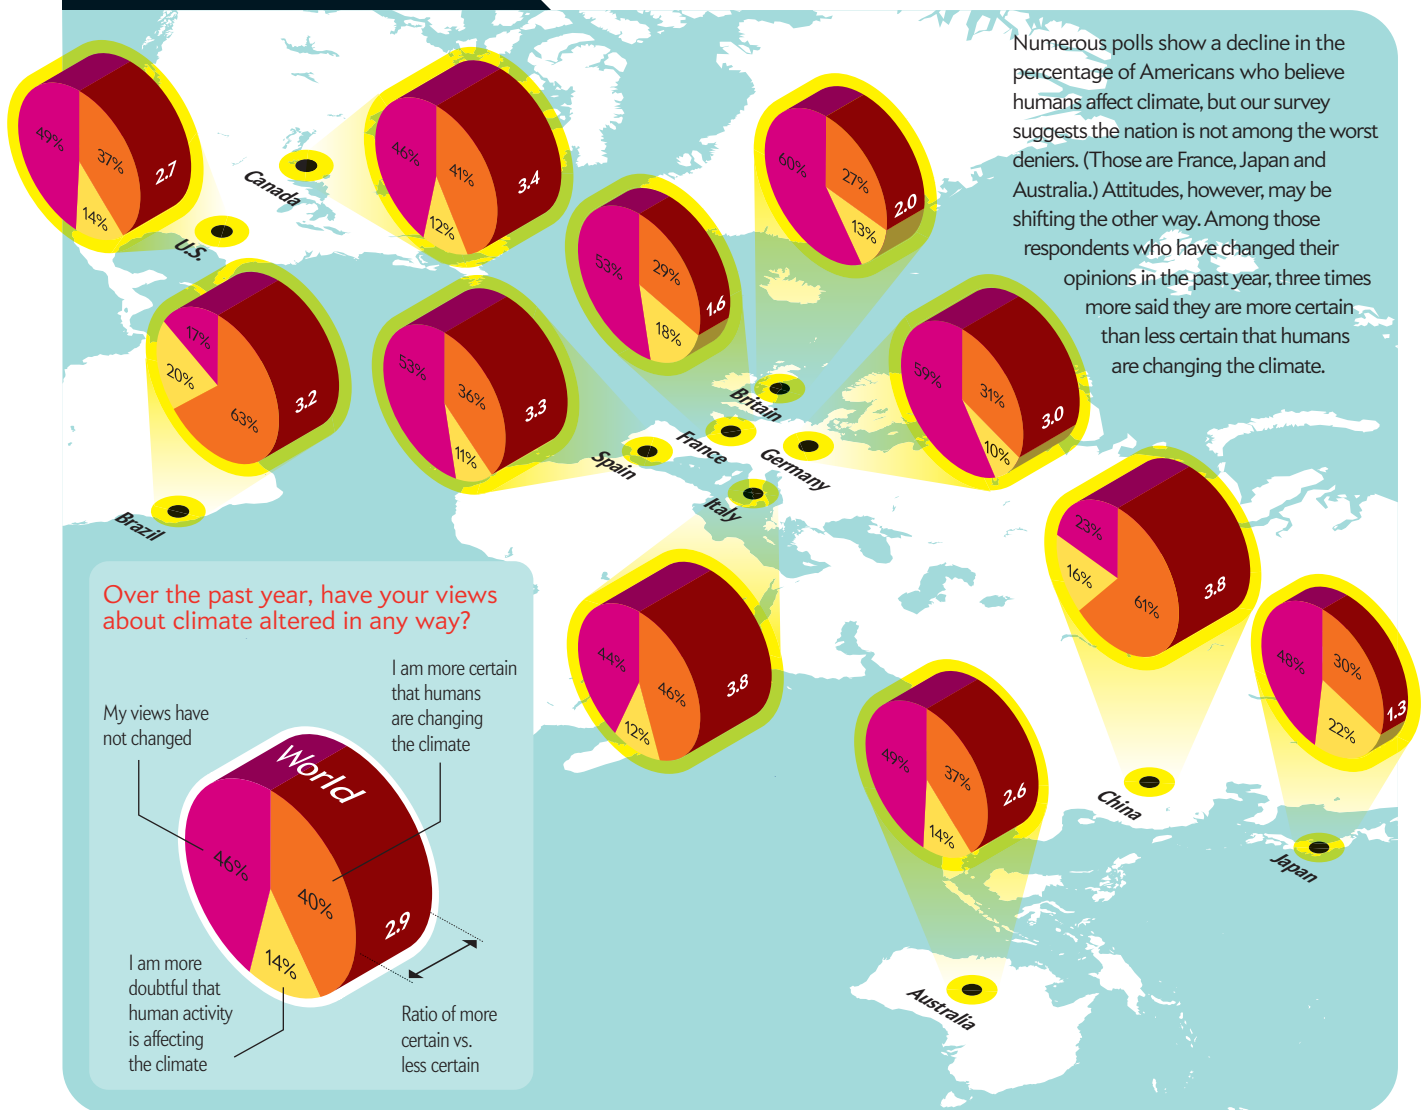 Numerous polls show a decline in the
percentage of Americans who believe
humans affect climate, but our survey
suggests the nation is not among the worst
deniers. (Those are France, Japan and
Australia.) Attitudes, however, may be
shifting the other way. Among those
respondents who have changed their
opinions in the past year, three times
more said they are more certain
than less certain that humans
are changing the climate.
49%
37%
14%
2.7
U.S.
46%
41%
12%
3.4
Canada
60%
27%
13%
2.0
Britain
53%
29%
18%
1.6
France
17%
20%
63%
3.2
Brazil
53%
36%
11%
3.3
Spain
59%
31%
10%
3.0
Germany
44%
46%
12%
3.8
Italy
23%
16%
61%
3.8
China
48%
30%
22%
1.3
Japan
49%
37%
14%
2.6
Australia
Over the past year, have your views
about climate altered in any way?
My views have
not changed
I am more certain
that humans
are changing
the climate
World
46%
40%
14%
2.9
I am more
doubtful that
human activity
is affecting
the climate
Ratio of more
certain vs.
less certain